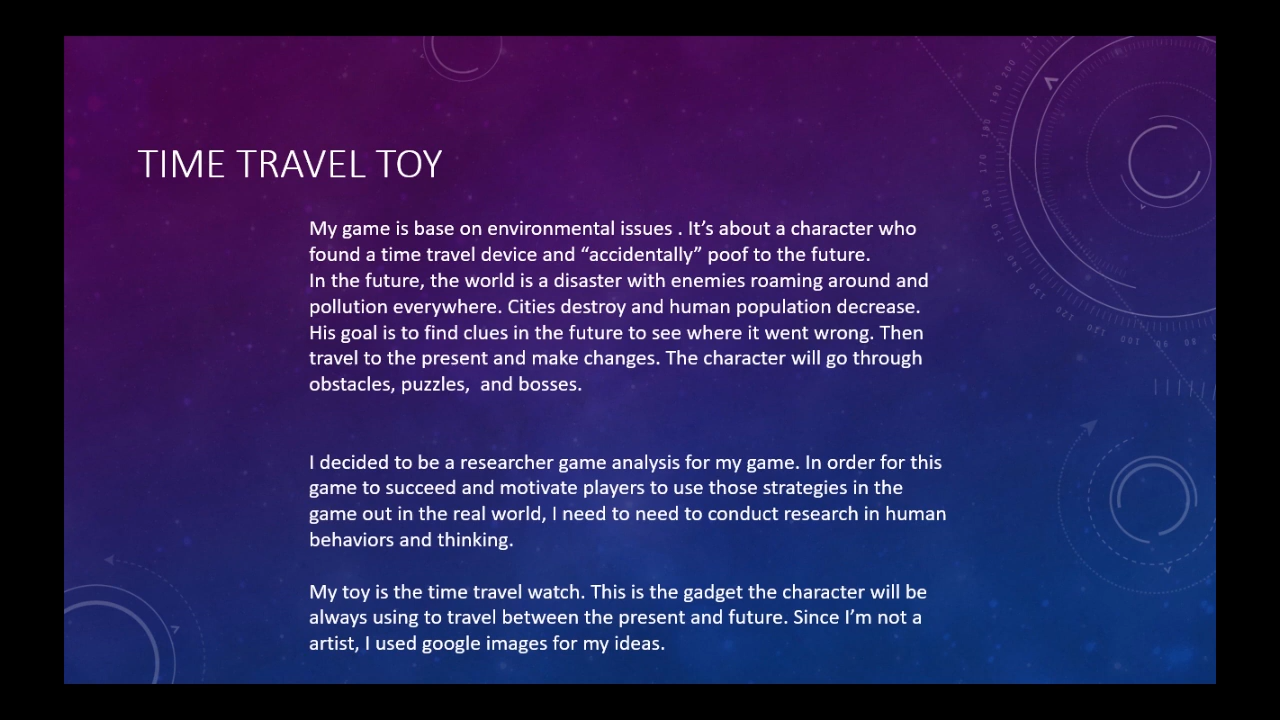 TIME TRAVEL TOY
My game is base on environmental issues . It’s about a character who
found a time travel device and “accidentally” poof to the future.
In the future, the world is a disaster with enemies roaming around and
pollution everywhere. Cities destroy and human population decrease.
His goal is to find clues in the future to see where it went wrong. Then
travel to the present and make changes. The character will go through
obstacles, puzzles,  and bosses.
I decided to be a researcher game analysis for my game. In order for this
game to succeed and motivate players to use those strategies in the
game out in the real world, I need to need to conduct research in human
behaviors and thinking.
My toy is the time travel watch. This is the gadget the character will be
always using to travel between the present and future. Since I’m not a
artist, I used google images for my ideas.